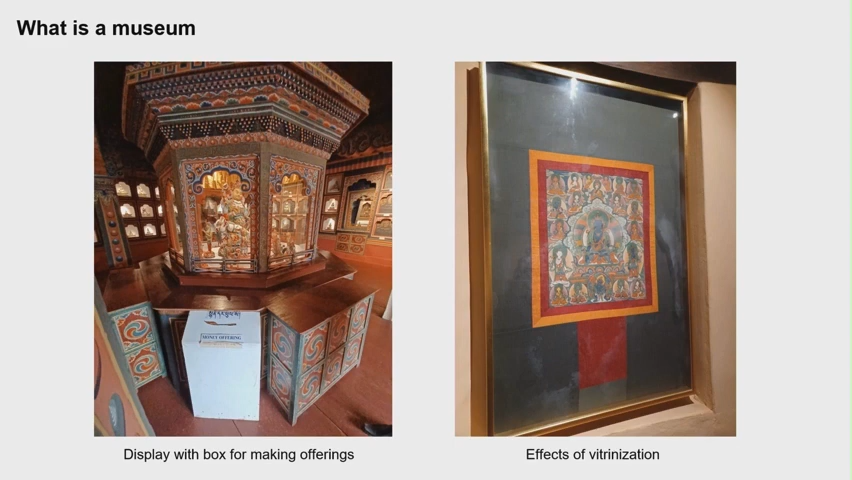 What is a museum
MONEY OFFERING
Display with box for making offerings
Effects of vitrinization